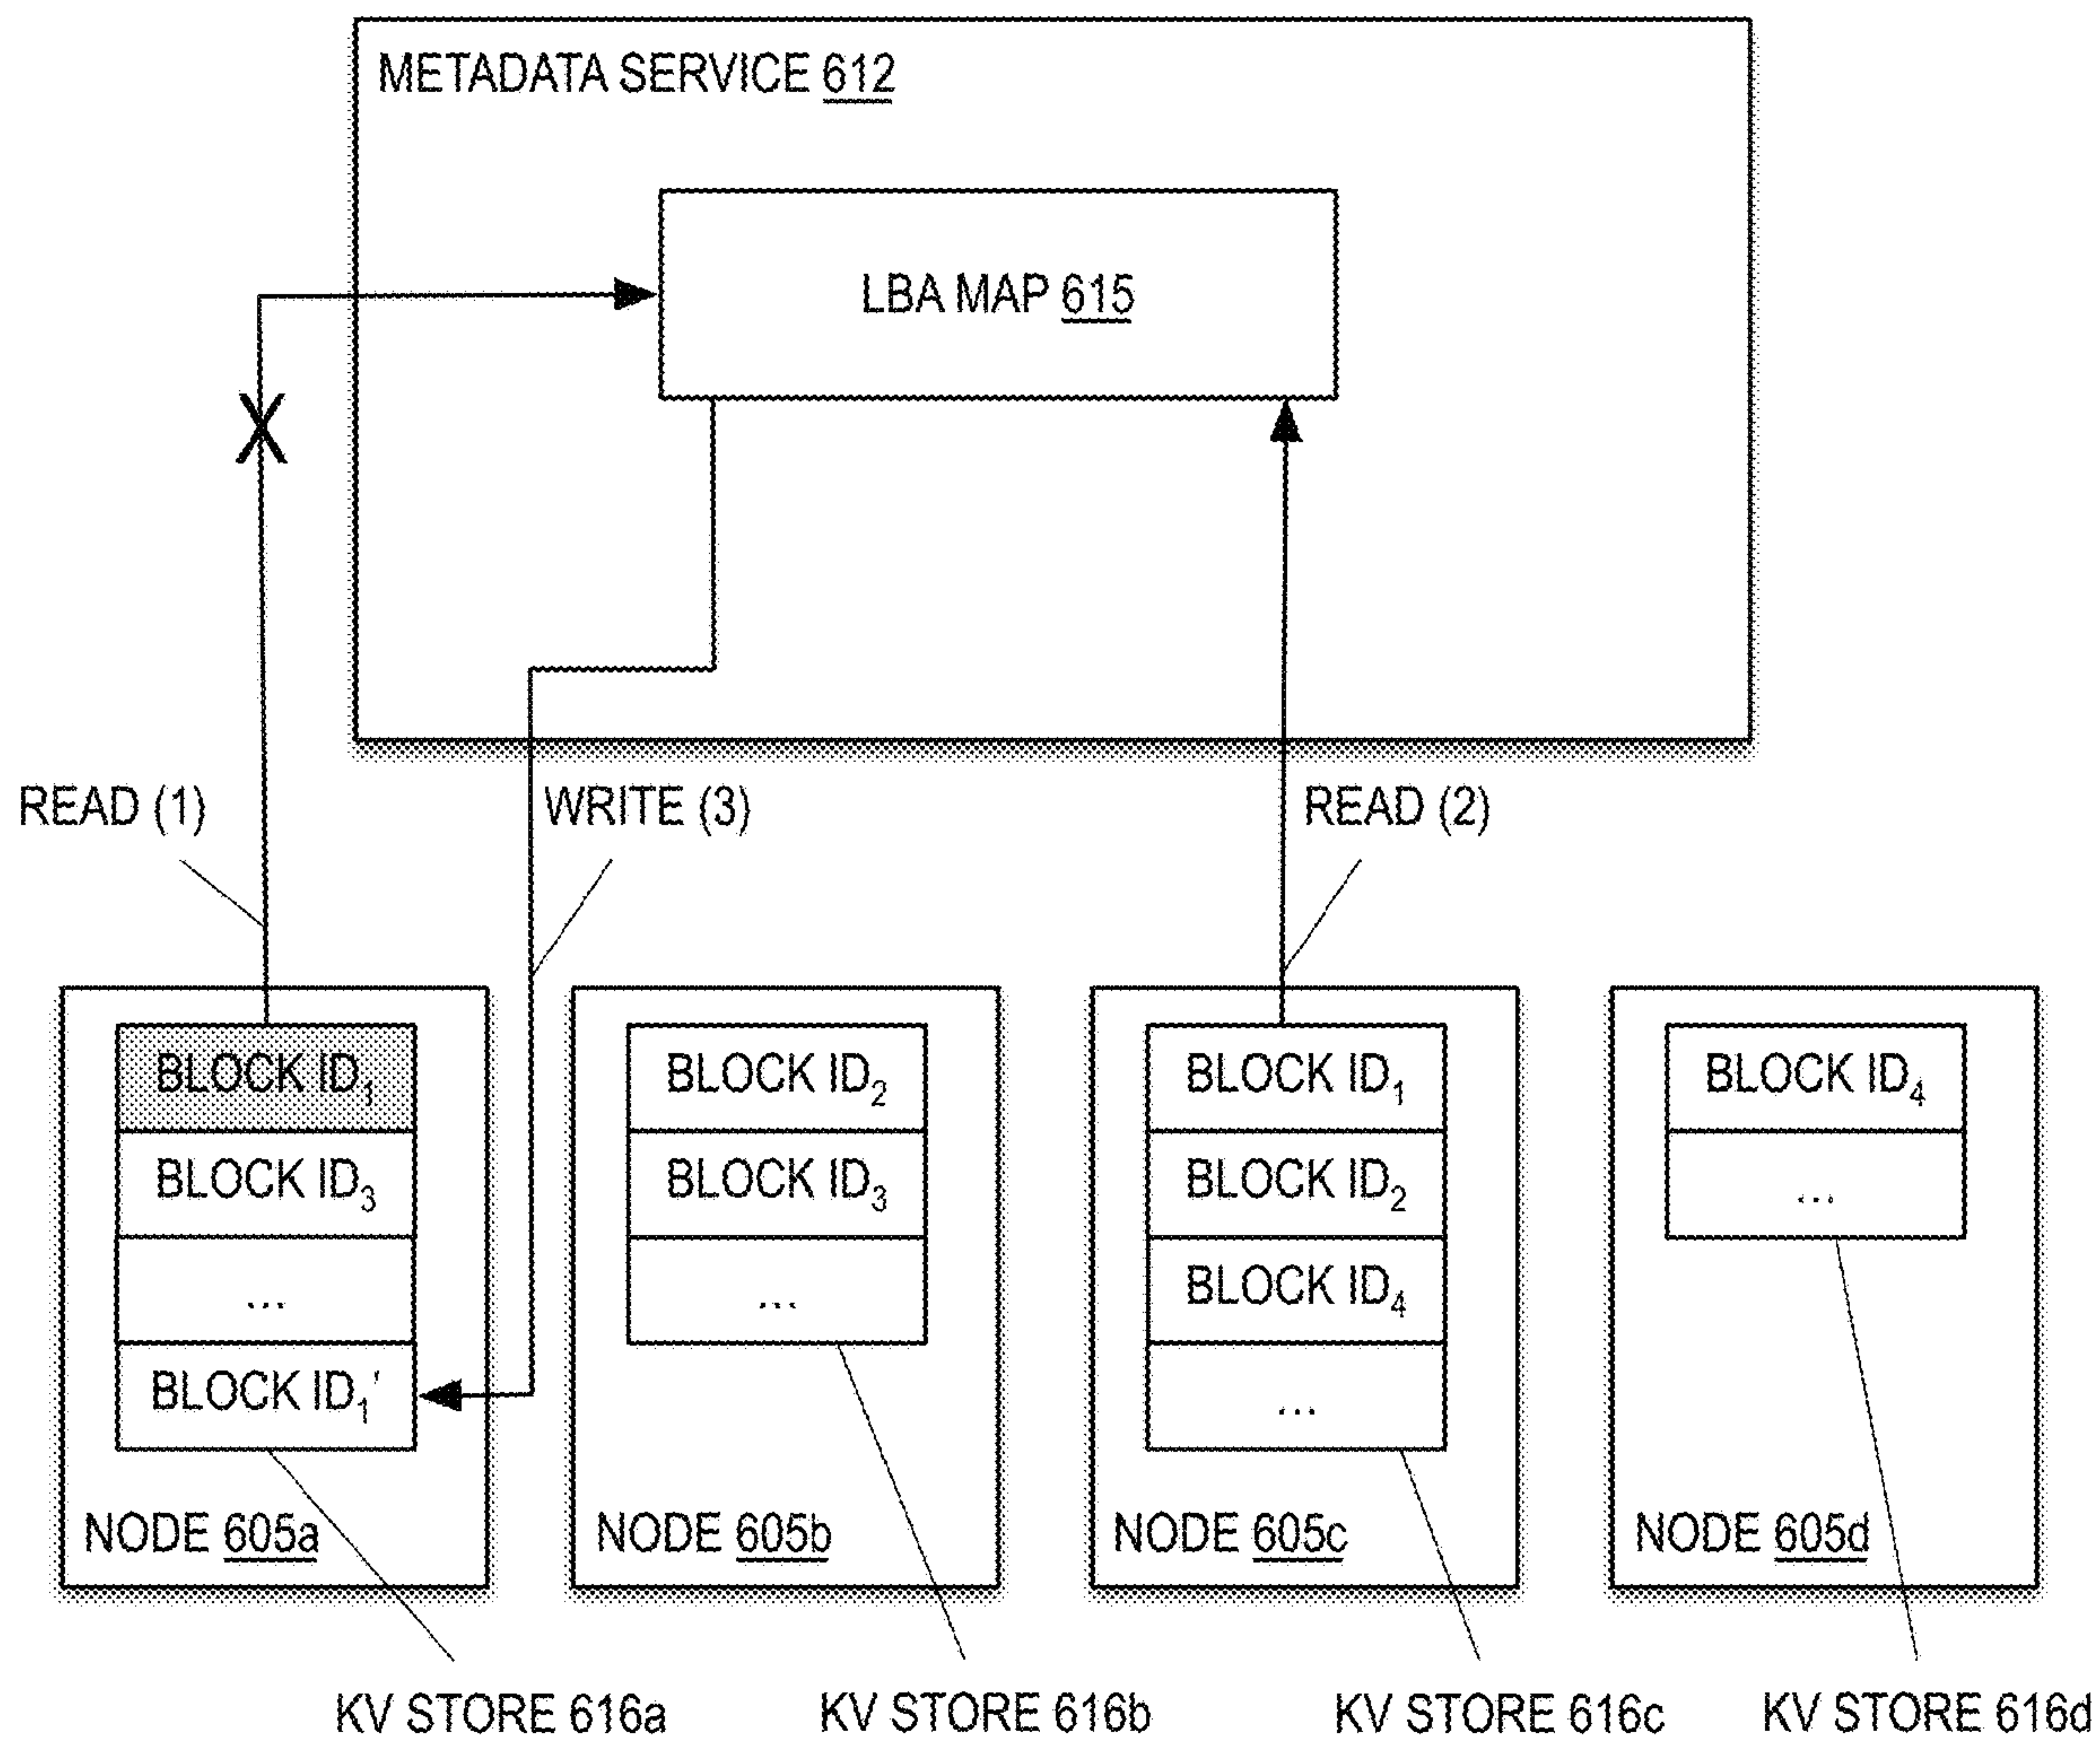 METADATA SERVICE 612
LBA MAP 615
X
READ (1)
WRITE (3)
READ (2)
BLOCK ID₁
BLOCK ID₃
...
BLOCK ID₁'
NODE 605a
BLOCK ID₂
BLOCK ID₃
...
NODE 605b
BLOCK ID₁
BLOCK ID₂
BLOCK ID₄
...
NODE 605c
BLOCK ID₄
...
NODE 605d
KV STORE 616a
KV STORE 616b
KV STORE 616c
KV STORE 616d